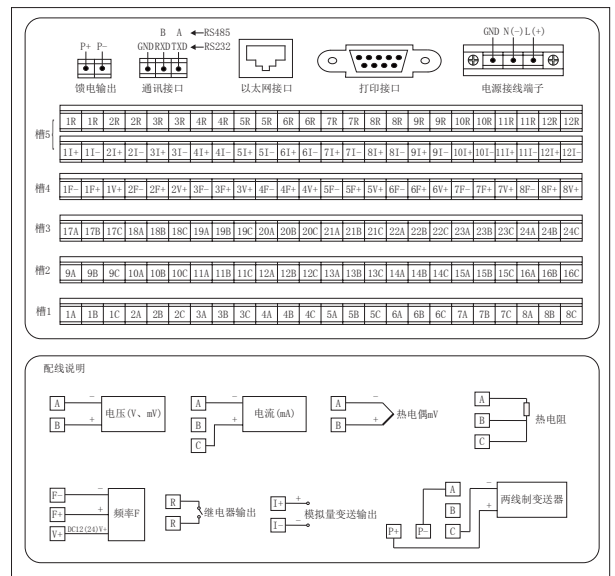 B A ←RS485
GND N(−) L(+)
P+ P- GND RXD TXD ←RS232
馈电输出 通讯接口 以太网接口 打印接口 电源接线端子
槽5
1R 1R 2R 2R 3R 3R 4R 4R 5R 5R 6R 6R 7R 7R 8R 8R 9R 9R 10R 10R 11R 11R 12R 12R
1I+ 1I- 2I+ 2I- 3I+ 3I- 4I+ 4I- 5I+ 5I- 6I+ 6I- 7I+ 7I- 8I+ 8I- 9I+ 9I- 10I+ 10I- 11I+ 11I- 12I+ 12I-
槽4 1F- 1F+ 1V+ 2F- 2F+ 2V+ 3F- 3F+ 3V+ 4F- 4F+ 4V+ 5F- 5F+ 5V+ 6F- 6F+ 6V+ 7F- 7F+ 7V+ 8F- 8F+ 8V+
槽3 17A 17B 17C 18A 18B 18C 19A 19B 19C 20A 20B 20C 21A 21B 21C 22A 22B 22C 23A 23B 23C 24A 24B 24C
槽2 9A 9B 9C 10A 10B 10C 11A 11B 11C 12A 12B 12C 13A 13B 13C 14A 14B 14C 15A 15B 15C 16A 16B 16C
槽1 1A 1B 1C 2A 2B 2C 3A 3B 3C 4A 4B 4C 5A 5B 5C 6A 6B 6C 7A 7B 7C 8A 8B 8C
配线说明
A − B + 电压(V、mV)
A − B + C 电流(mA)
A − B + 热电偶mV
A B C 热电阻
F- − F+ + V+ DC12(24)V+ 频率F
R R 继电器输出
I+ + I- − 模拟量变送输出
P+ P- A B C − + 两线制变送器